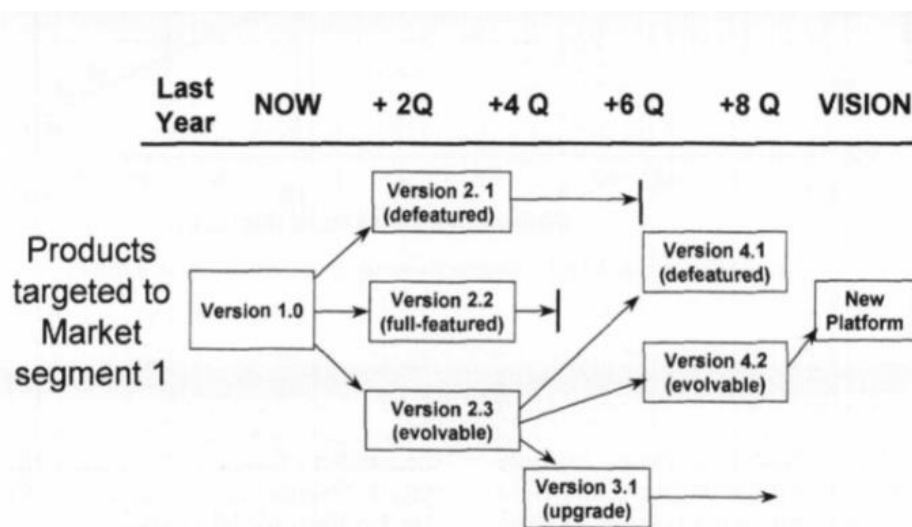 Last Year NOW + 2Q +4 Q +6 Q +8 Q VISION
Products
targeted to
Market
segment 1
Version 1.0
Version 2. 1
(defeatured)
Version 2.2
(full-featured)
Version 2.3
(evolvable)
Version 3.1
(upgrade)
Version 4.1
(defeatured)
Version 4.2
(evolvable)
New
Platform